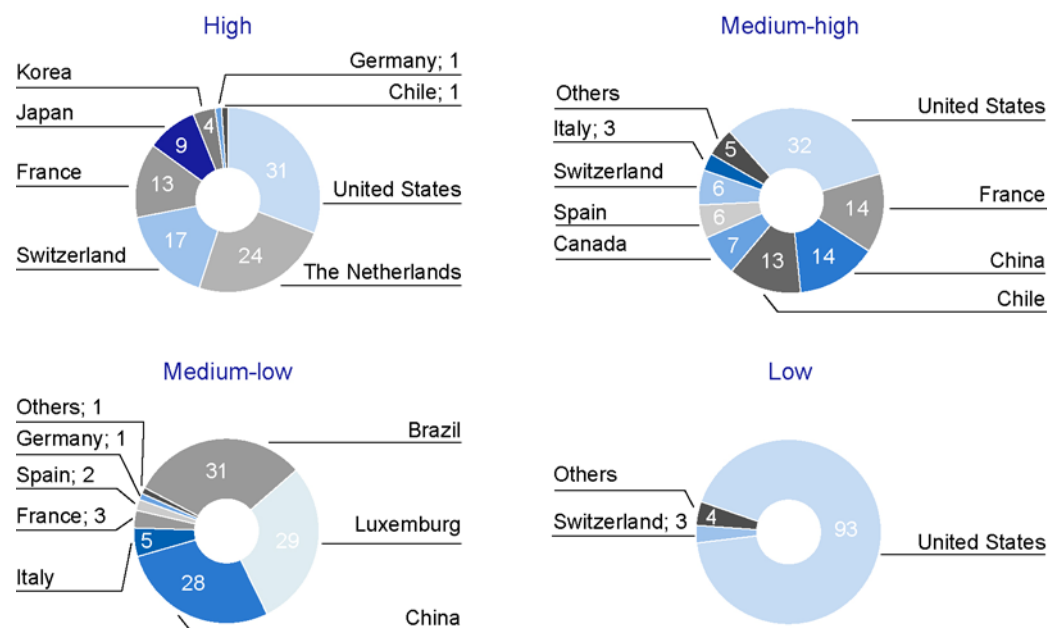 High
Korea
Japan
France
Switzerland
Germany; 1
Chile; 1
United States
The Netherlands
4
9
13
17
24
31
Medium-high
Others
Italy; 3
Switzerland
Spain
Canada
United States
France
China
Chile
5
32
6
6
7
13
14
14
Medium-low
Others; 1
Germany; 1
Spain; 2
France; 3
Italy
Brazil
Luxemburg
China
31
29
5
28
Low
Others
Switzerland; 3
United States
4
93